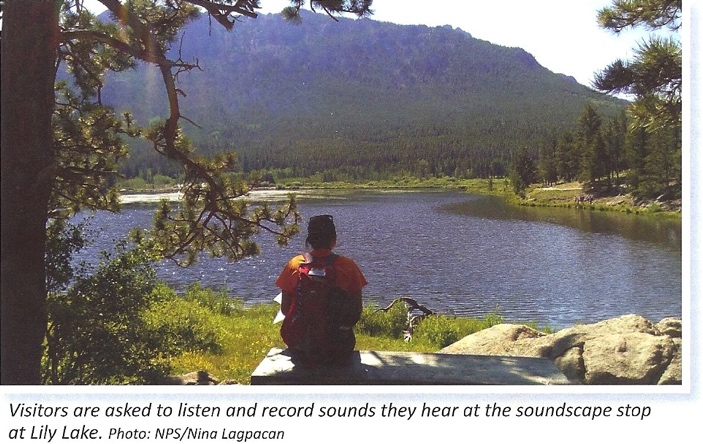 Visitors are asked to listen and record sounds they hear at the soundscape stop
at Lily Lake. Photo: NPS/Nina Lagpacan